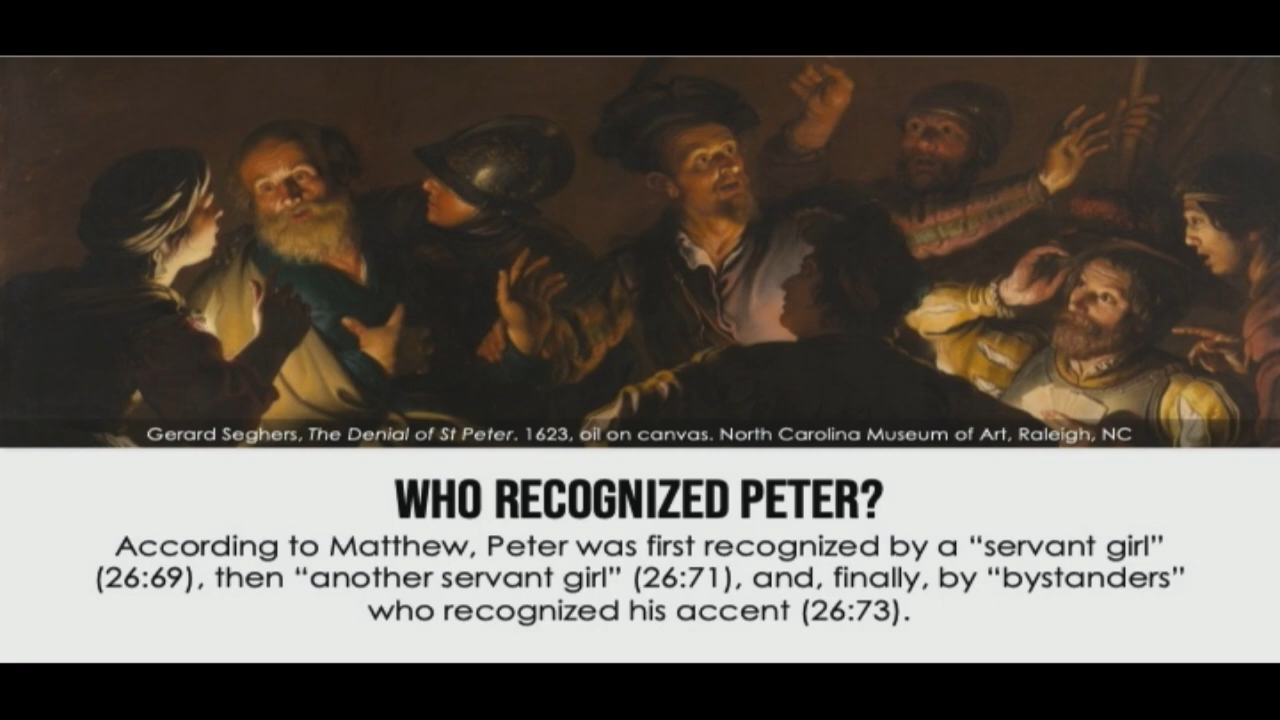 Gerard Seghers, The Denial of St Peter. 1623, oil on canvas. North Carolina Museum of Art, Raleigh, NC
WHO RECOGNIZED PETER?
According to Matthew, Peter was first recognized by a “servant girl”
(26:69), then “another servant girl” (26:71), and, finally, by “bystanders”
who recognized his accent (26:73).